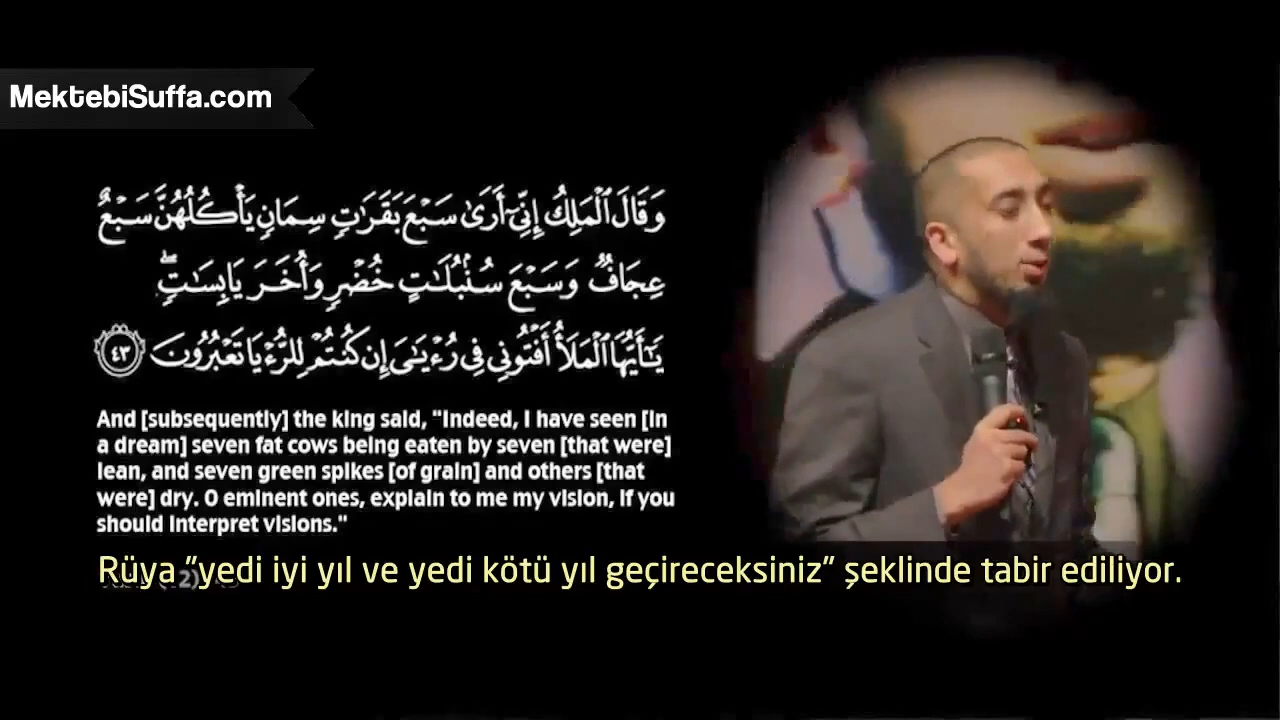 MektebiSuffa.com
وَقَالَ ٱلْمَلِكُ إِنِّىٓ أَرَىٰ سَبْعَ بَقَرَٰتٍ سِمَانٍ يَأْكُلُهُنَّ سَبْعٌ
عِجَافٌ وَسَبْعَ سُنۢبُلَٰتٍ خُضْرٍ وَأُخَرَ يَابِسَٰتٍۖ
يَٰٓأَيُّهَا ٱلْمَلَأُ أَفْتُونِى فِى رُءْيَٰىَ إِن كُنتُمْ لِلرُّءْيَا تَعْبُرُونَ ٤٣
And [subsequently] the king said, "Indeed, I have seen [in
a dream] seven fat cows being eaten by seven [that were]
lean, and seven green spikes [of grain] and others [that
were] dry. O eminent ones, explain to me my vision, if you
should interpret visions."
Rüya “yedi iyi yıl ve yedi kötü yıl geçireceksiniz” şeklinde tabir ediliyor.